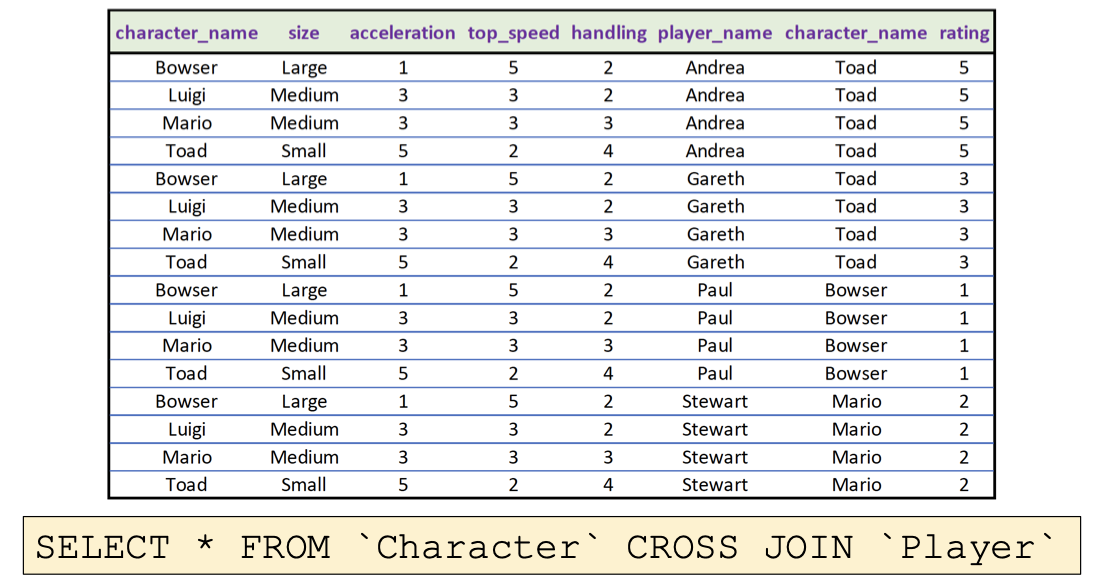 character_name size acceleration top_speed handling player_name character_name rating
Bowser Large 1 5 2 Andrea Toad 5
Luigi Medium 3 3 2 Andrea Toad 5
Mario Medium 3 3 3 Andrea Toad 5
Toad Small 5 2 4 Andrea Toad 5
Bowser Large 1 5 2 Gareth Toad 3
Luigi Medium 3 3 2 Gareth Toad 3
Mario Medium 3 3 3 Gareth Toad 3
Toad Small 5 2 4 Gareth Toad 3
Bowser Large 1 5 2 Paul Bowser 1
Luigi Medium 3 3 2 Paul Bowser 1
Mario Medium 3 3 3 Paul Bowser 1
Toad Small 5 2 4 Paul Bowser 1
Bowser Large 1 5 2 Stewart Mario 2
Luigi Medium 3 3 2 Stewart Mario 2
Mario Medium 3 3 3 Stewart Mario 2
Toad Small 5 2 4 Stewart Mario 2
SELECT * FROM `Character` CROSS JOIN `Player`